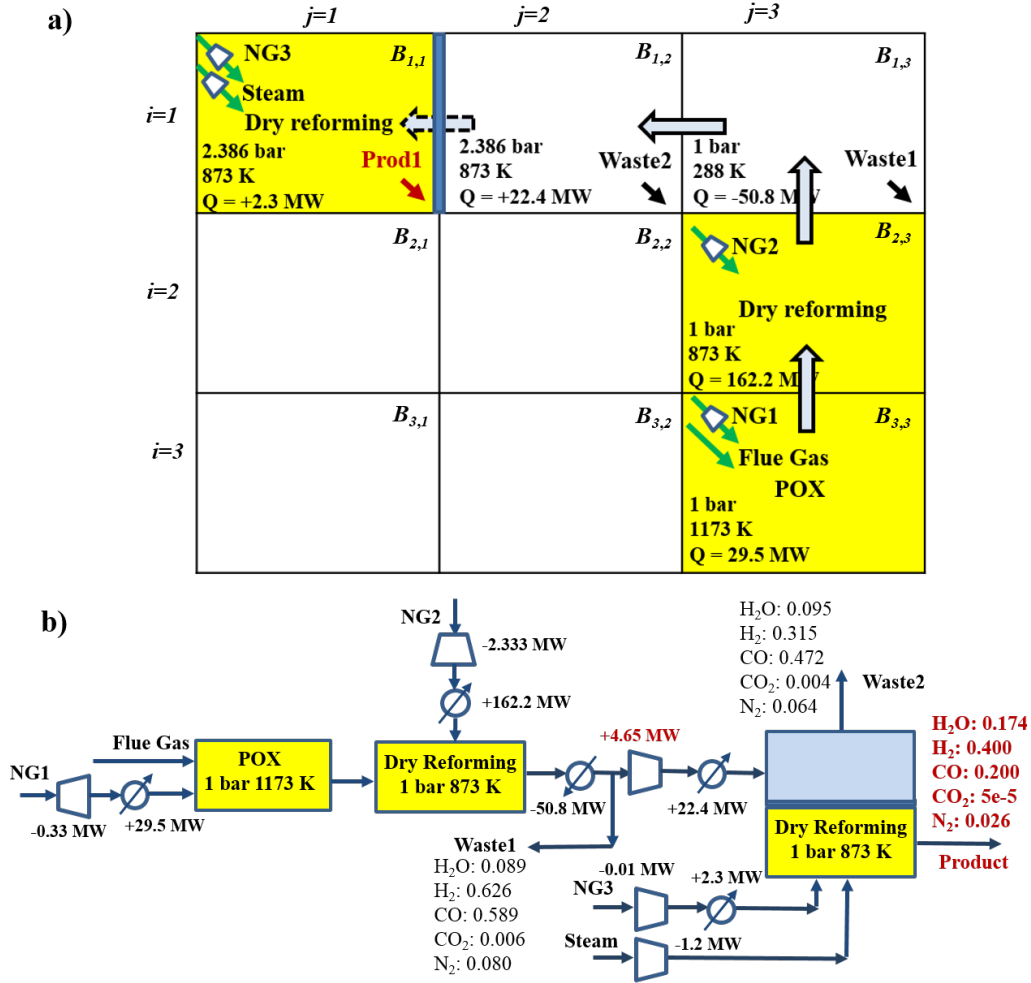 a)
j=1
j=2
j=3
i=1
i=2
i=3
NG3
B1,1
Steam
Dry reforming
2.386 bar
873 K
Prod1
Q = +2.3 MW
B1,2
2.386 bar
873 K
Waste2
Q = +22.4 MW
B1,3
1 bar
288 K
Waste1
Q = -50.8 MW
B2,1
B2,2
B2,3
NG2
Dry reforming
1 bar
873 K
Q = 162.2 MW
B3,1
B3,2
B3,3
NG1
Flue Gas
POX
1 bar
1173 K
Q = 29.5 MW
b)
NG2
-2.333 MW
+162.2 MW
Flue Gas
NG1
-0.33 MW
+29.5 MW
POX
1 bar 1173 K
Dry Reforming
1 bar 873 K
-50.8 MW
+4.65 MW
+22.4 MW
Waste1
H₂O: 0.089
H₂: 0.626
CO: 0.589
CO₂: 0.006
N₂: 0.080
H₂O: 0.095
H₂: 0.315
CO: 0.472
CO₂: 0.004
N₂: 0.064
Waste2
Dry Reforming
1 bar 873 K
H₂O: 0.174
H₂: 0.400
CO: 0.200
CO₂: 5e-5
N₂: 0.026
Product
NG3
-0.01 MW
+2.3 MW
Steam
-1.2 MW